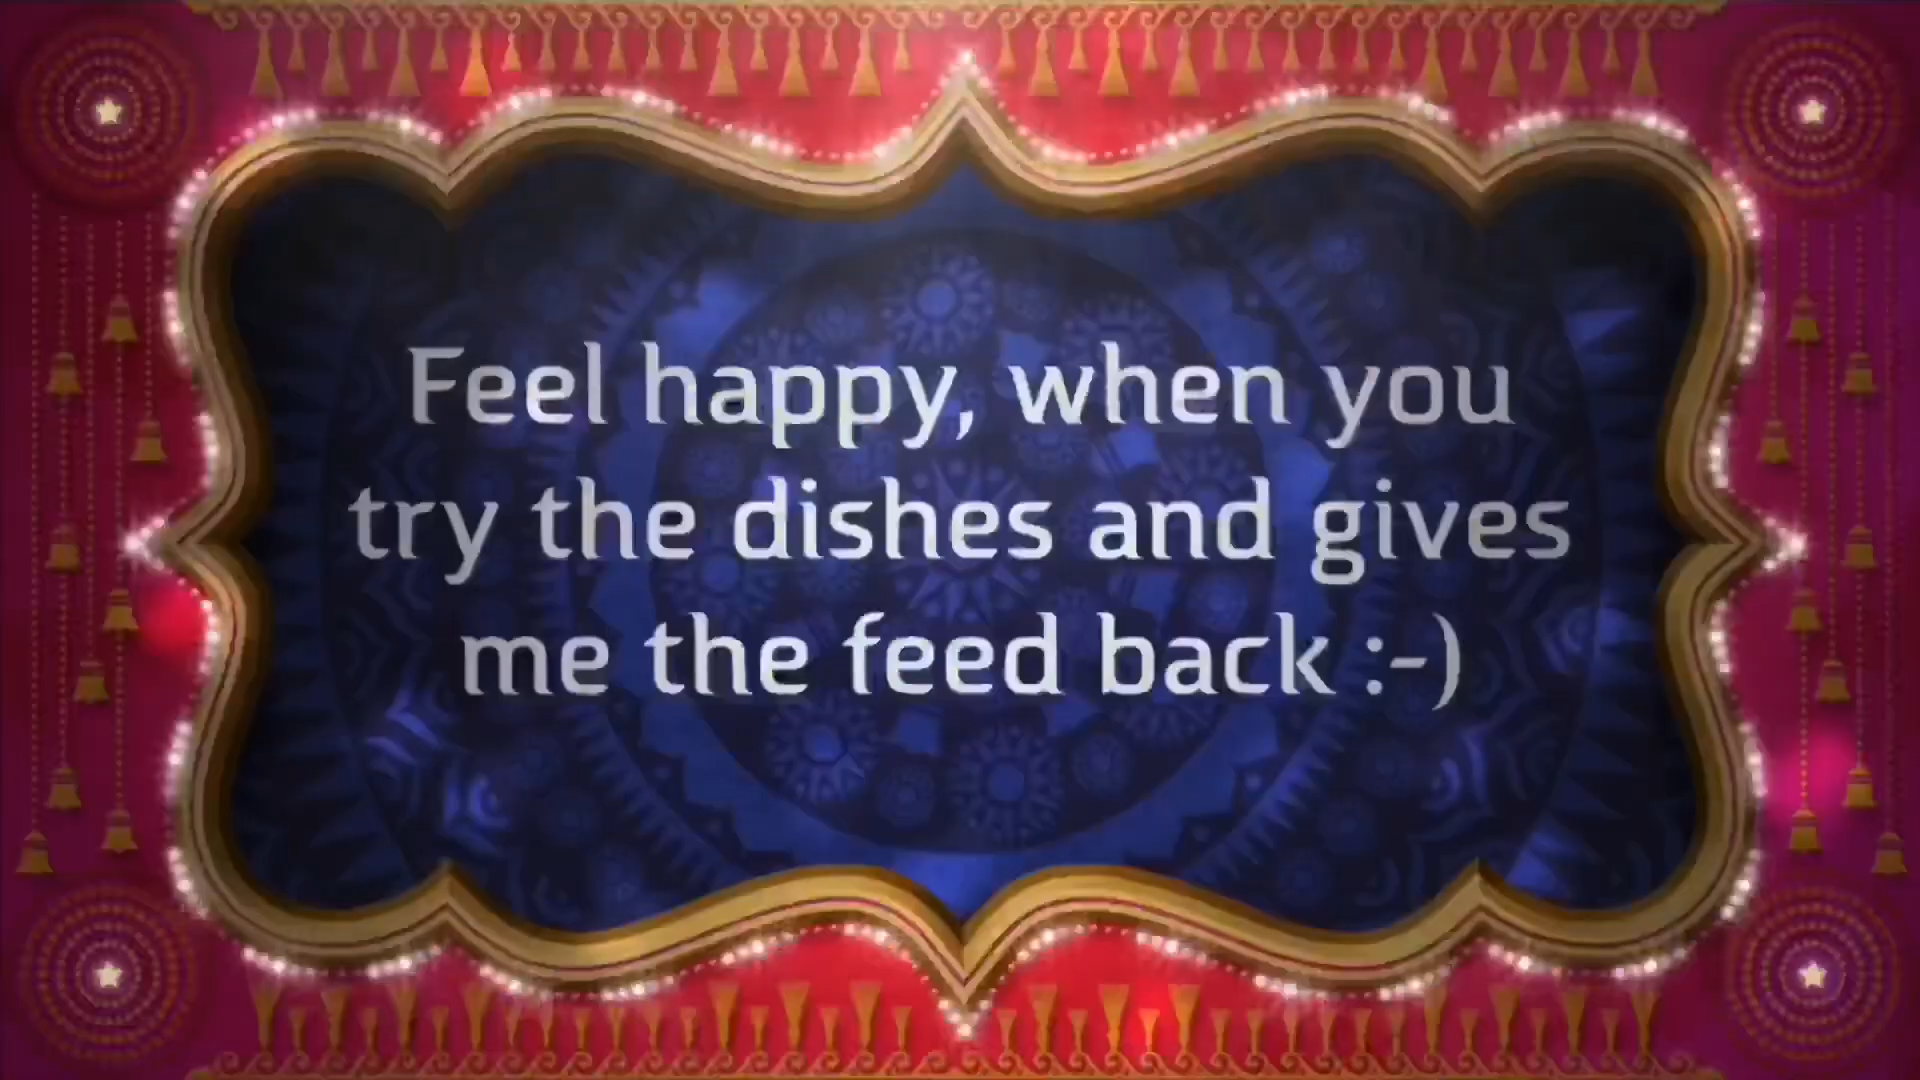 Feel happy, when you
try the dishes and gives
me the feed back :-)